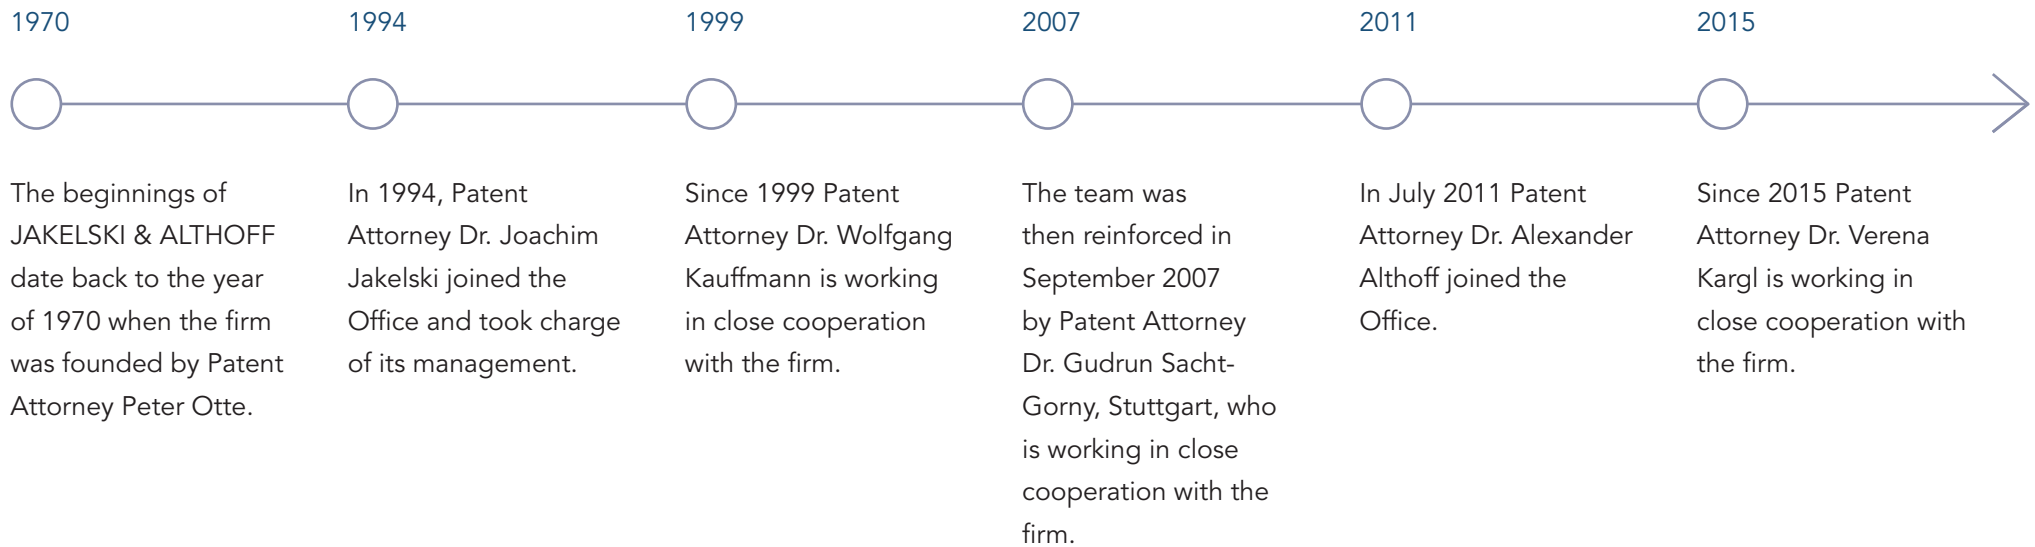 1970
The beginnings of
JAKELSKI & ALTHOFF
date back to the year
of 1970 when the firm
was founded by Patent
Attorney Peter Otte.
1994
In 1994, Patent
Attorney Dr. Joachim
Jakelski joined the
Office and took charge
of its management.
1999
Since 1999 Patent
Attorney Dr. Wolfgang
Kauffmann is working
in close cooperation
with the firm.
2007
The team was
then reinforced in
September 2007
by Patent Attorney
Dr. Gudrun Sacht-
Gorny, Stuttgart, who
is working in close
cooperation with the
firm.
2011
In July 2011 Patent
Attorney Dr. Alexander
Althoff joined the
Office.
2015
Since 2015 Patent
Attorney Dr. Verena
Kargl is working in
close cooperation with
the firm.